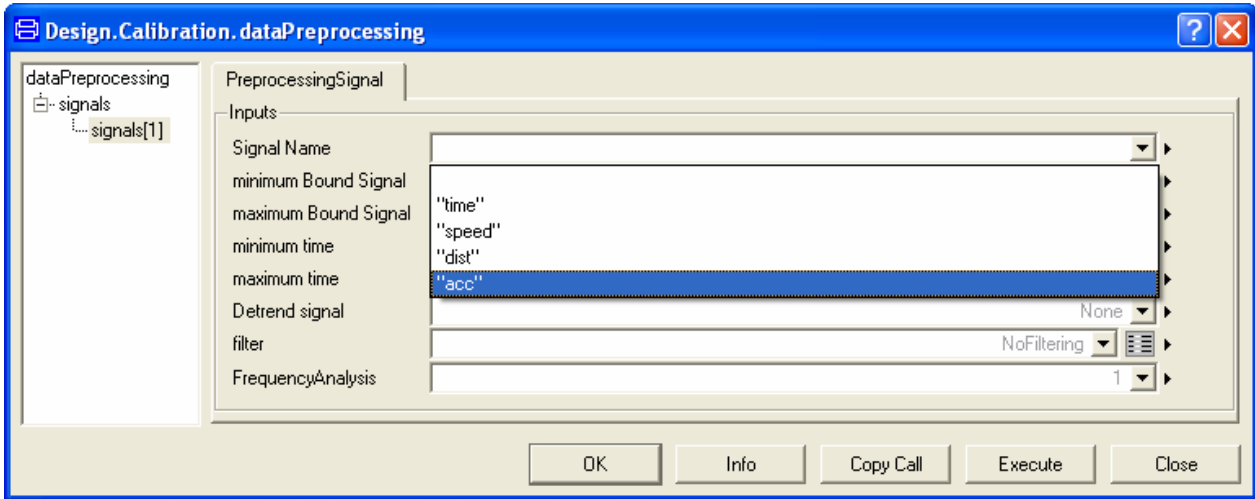 Design.Calibration.dataPreprocessing
dataPreprocessing
signals
signals[1]
PreprocessingSignal
Inputs
Signal Name
minimum Bound Signal
maximum Bound Signal
"time"
"speed"
minimum time
"dist"
maximum time
"acc"
Detrend signal None
filter NoFiltering
FrequencyAnalysis 1
OK Info Copy Call Execute Close